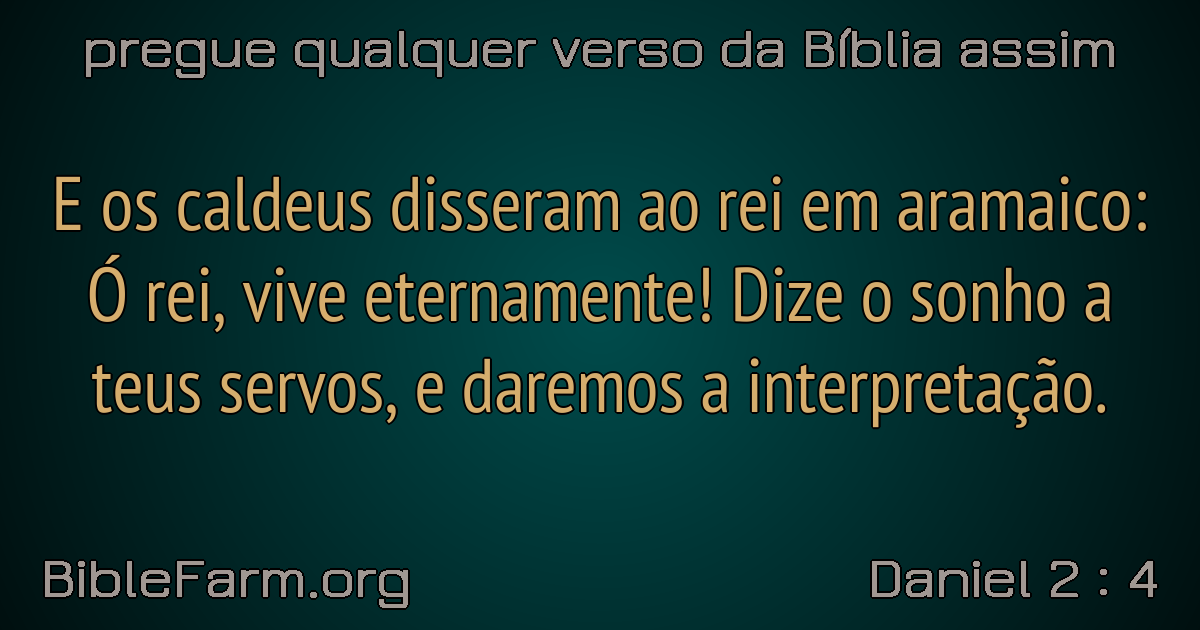 pregue qualquer verso da Bíblia assim
E os caldeus disseram ao rei em aramaico:
Ó rei, vive eternamente! Dize o sonho a
teus servos, e daremos a interpretação.
BibleFarm.org
Daniel 2 : 4